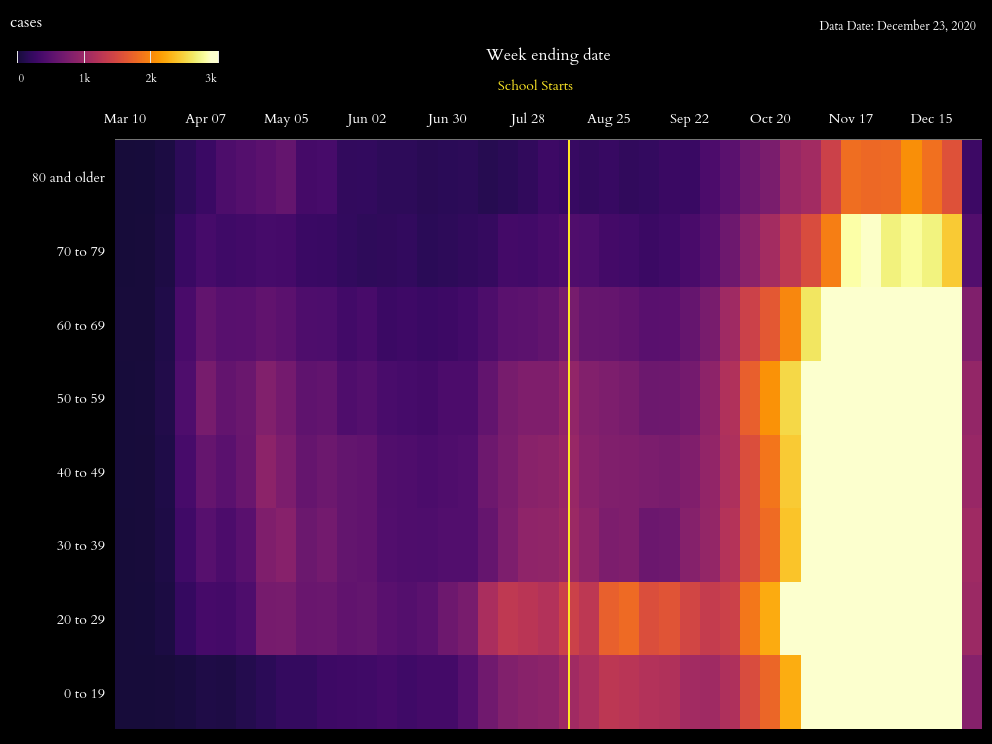 cases
Data Date: December 23, 2020
0 1k 2k 3k
Week ending date
School Starts
Mar 10 Apr 07 May 05 Jun 02 Jun 30 Jul 28 Aug 25 Sep 22 Oct 20 Nov 17 Dec 15
80 and older
70 to 79
60 to 69
50 to 59
40 to 49
30 to 39
20 to 29
0 to 19